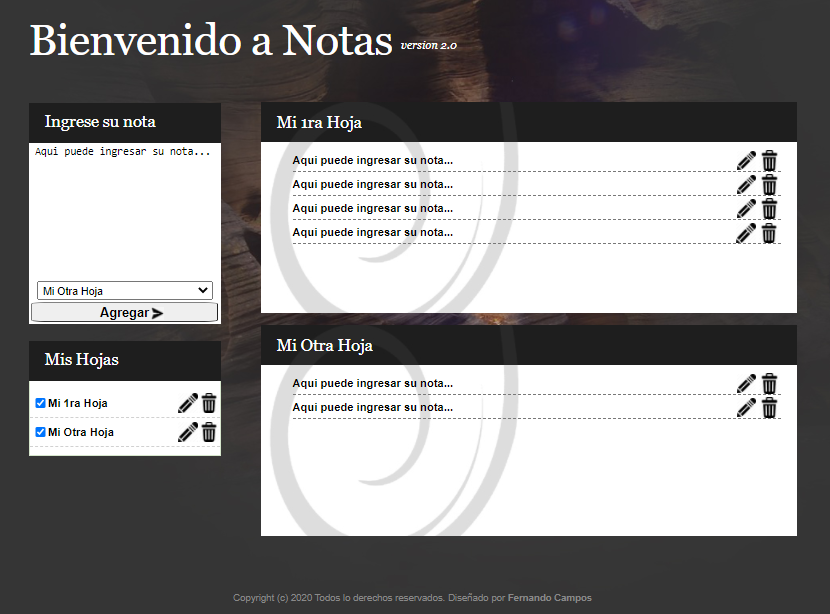 Bienvenido a Notas version 2.0
Ingrese su nota
Aqui puede ingresar su nota...
Mi Otra Hoja
Agregar
Mis Hojas
Mi 1ra Hoja
Mi Otra Hoja
Mi 1ra Hoja
Aqui puede ingresar su nota...
Aqui puede ingresar su nota...
Aqui puede ingresar su nota...
Aqui puede ingresar su nota...
Mi Otra Hoja
Aqui puede ingresar su nota...
Aqui puede ingresar su nota...
Copyright (c) 2020 Todos lo derechos reservados. Diseñado por Fernando Campos